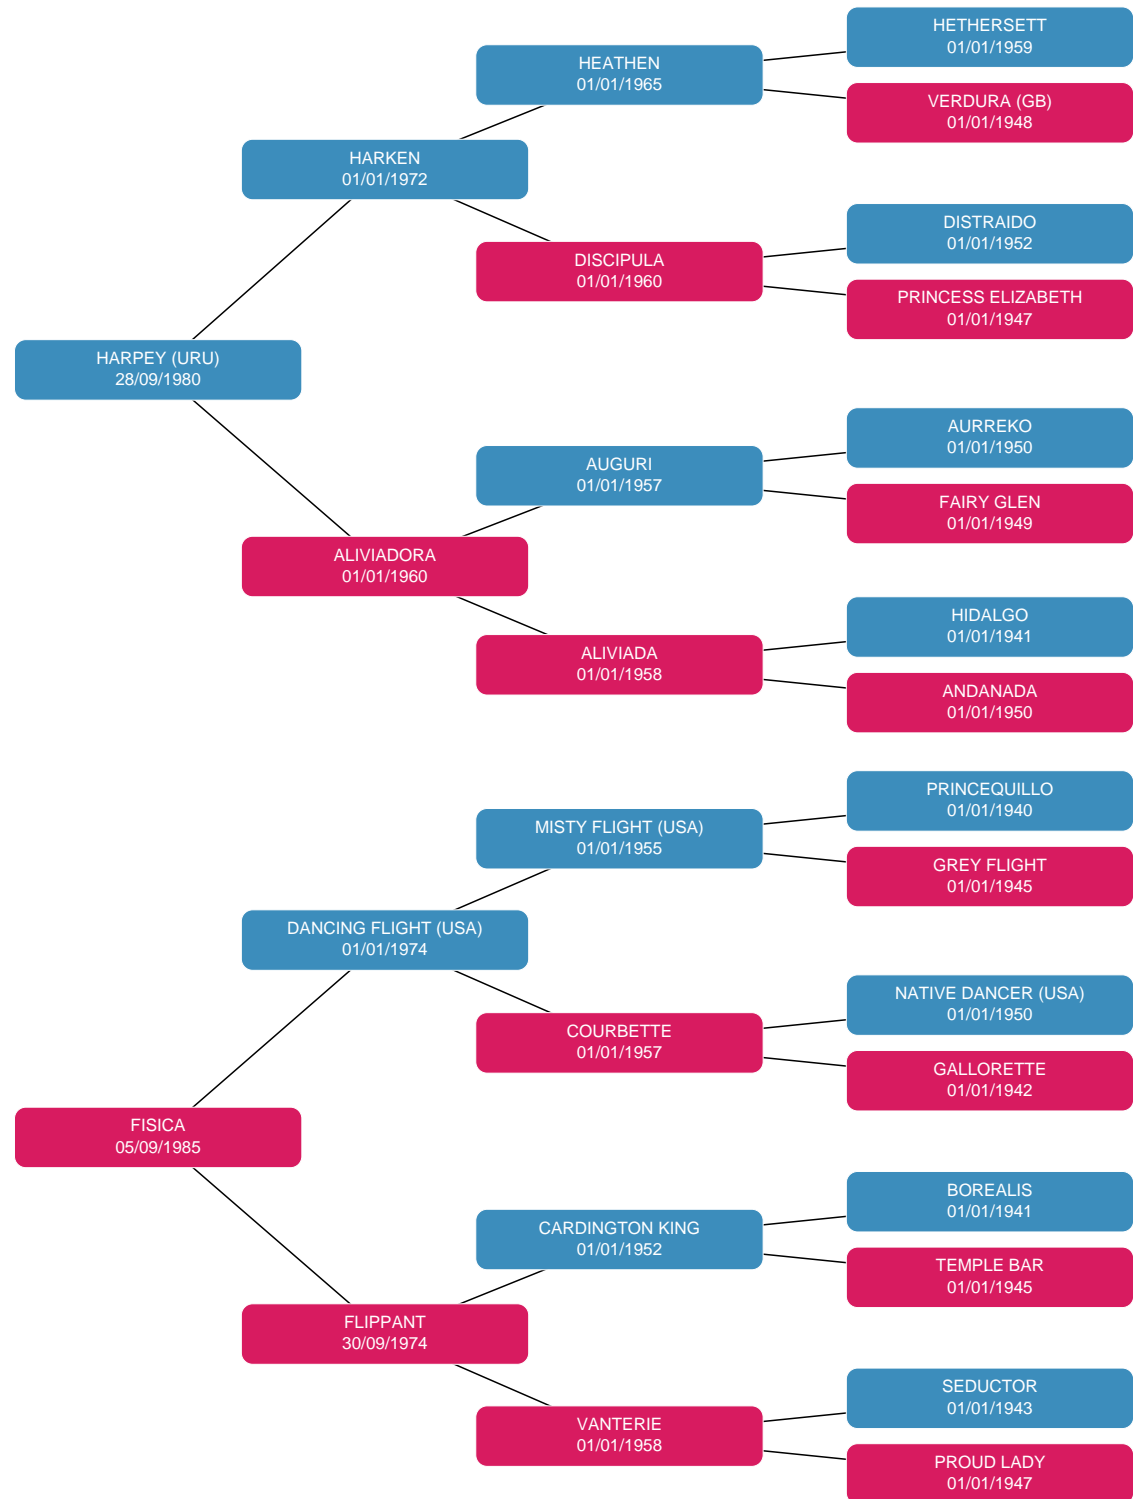 HETHERSETT
01/01/1959
HEATHEN
01/01/1965
VERDURA (GB)
01/01/1948
HARKEN
01/01/1972
DISTRAIDO
01/01/1952
DISCIPULA
01/01/1960
PRINCESS ELIZABETH
01/01/1947
HARPEY (URU)
28/09/1980
AURREKO
01/01/1950
AUGURI
01/01/1957
FAIRY GLEN
01/01/1949
ALIVIADORA
01/01/1960
HIDALGO
01/01/1941
ALIVIADA
01/01/1958
ANDANADA
01/01/1950
PRINCEQUILLO
01/01/1940
MISTY FLIGHT (USA)
01/01/1955
GREY FLIGHT
01/01/1945
DANCING FLIGHT (USA)
01/01/1974
NATIVE DANCER (USA)
01/01/1950
COURBETTE
01/01/1957
GALLORETTE
01/01/1942
FISICA
05/09/1985
BOREALIS
01/01/1941
CARDINGTON KING
01/01/1952
TEMPLE BAR
01/01/1945
FLIPPANT
30/09/1974
SEDUCTOR
01/01/1943
VANTERIE
01/01/1958
PROUD LADY
01/01/1947